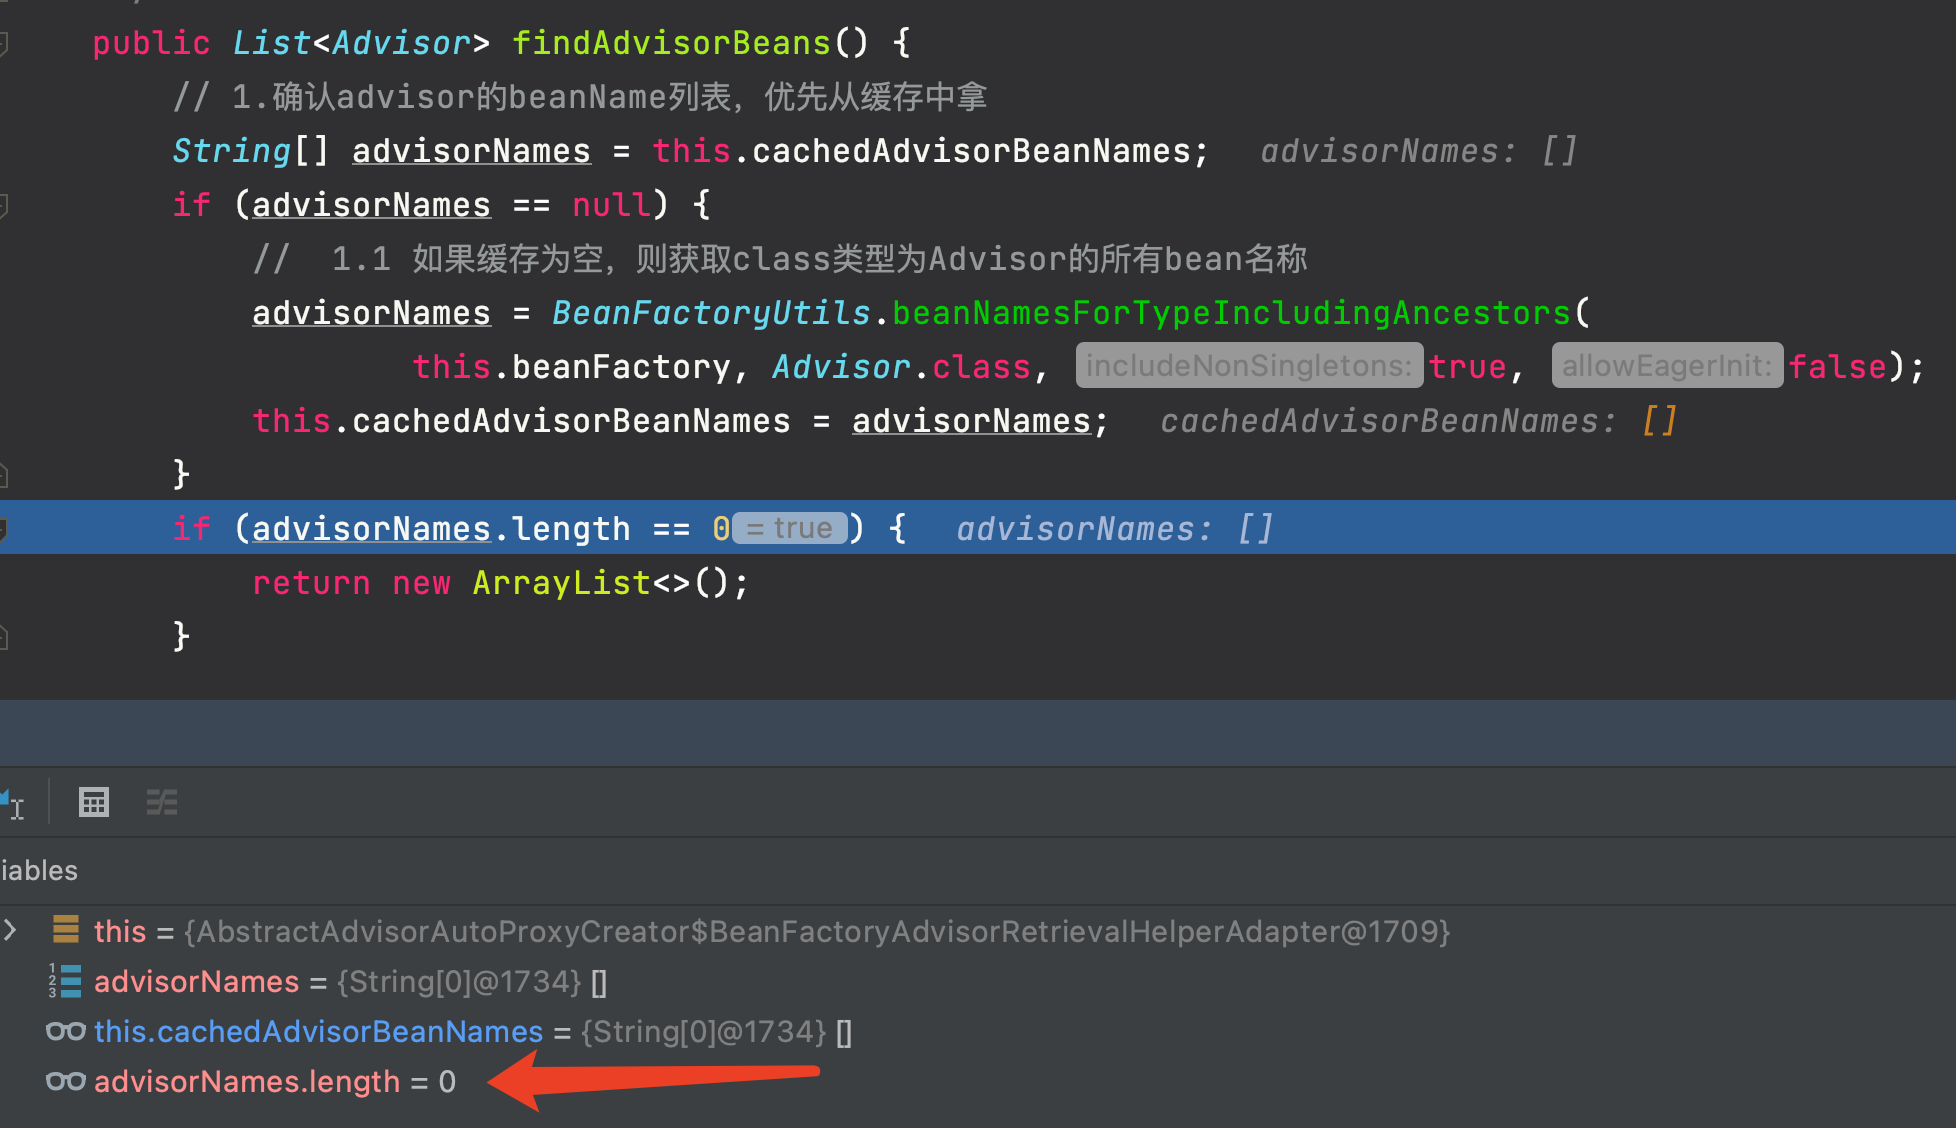 public List<Advisor> findAdvisorBeans() {
// 1.确认advisor的beanName列表，优先从缓存中拿
String[] advisorNames = this.cachedAdvisorBeanNames; advisorNames: []
if (advisorNames == null) {
//  1.1 如果缓存为空，则获取class类型为Advisor的所有bean名称
advisorNames = BeanFactoryUtils.beanNamesForTypeIncludingAncestors(
this.beanFactory, Advisor.class, includeNonSingletons: true, allowEagerInit: false);
this.cachedAdvisorBeanNames = advisorNames; cachedAdvisorBeanNames: []
}
if (advisorNames.length == 0 = true) { advisorNames: []
return new ArrayList<>();
}
iables
this = {AbstractAdvisorAutoProxyCreator$BeanFactoryAdvisorRetrievalHelperAdapter@1709}
advisorNames = {String[0]@1734} []
this.cachedAdvisorBeanNames = {String[0]@1734} []
advisorNames.length = 0